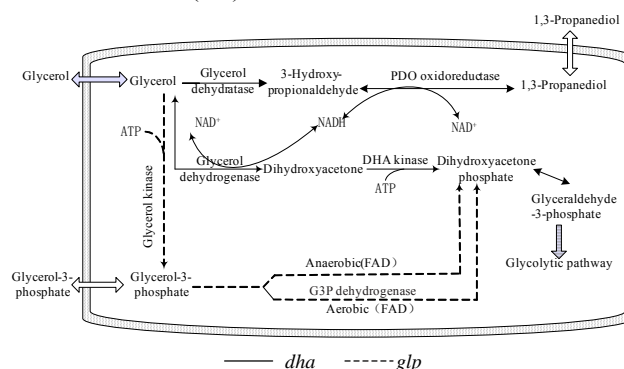 1,3-Propanediol
Glycerol
Glycerol
Glycerol
dehydratase
3-Hydroxy-
propionaldehyde
PDO oxidoreductase
1,3-Propanediol
ATP
NAD⁺
NADH
NAD⁺
Glycerol kinase
Glycerol
dehydrogenase
Dihydroxyacetone
DHA kinase
ATP
Dihydroxyacetone
phosphate
Glyceraldehyde
-3-phosphate
Glycolytic pathway
Glycerol-3-
phosphate
Glycerol-3-
phosphate
Anaerobic(FAD)
G3P dehydrogenase
Aerobic (FAD)
dha
glp